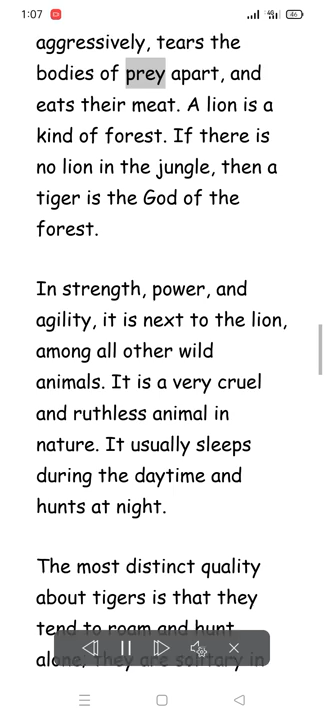 1:07
4G
46
aggressively, tears the
bodies of prey apart, and
eats their meat. A lion is a
kind of forest. If there is
no lion in the jungle, then a
tiger is the God of the
forest.
In strength, power, and
agility, it is next to the lion,
among all other wild
animals. It is a very cruel
and ruthless animal in
nature. It usually sleeps
during the daytime and
hunts at night.
The most distinct quality
about tigers is that they
tend to roam and hunt
alone, they are solitary in